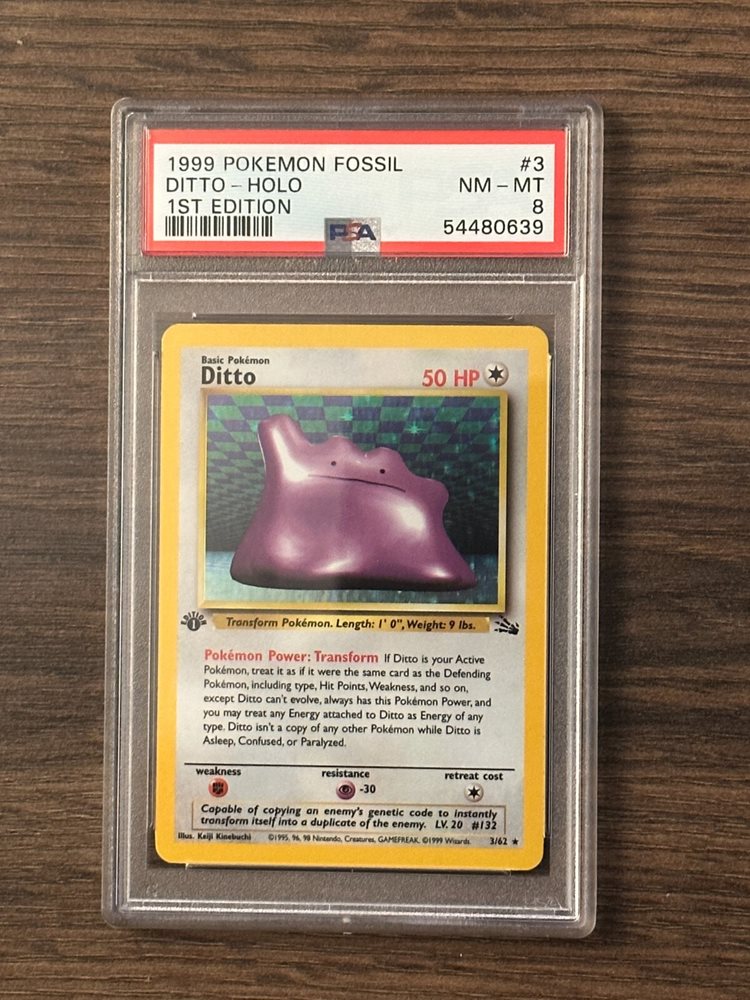 1999 POKEMON FOSSIL #3
DITTO - HOLO NM - MT
1ST EDITION 8
PSA 54480639
Basic Pokémon
Ditto 50 HP
EDITION 1
Transform Pokémon. Length: 1' 0", Weight: 9 lbs.
Pokémon Power: Transform If Ditto is your Active
Pokémon, treat it as if it were the same card as the Defending
Pokémon, including type, Hit Points, Weakness, and so on,
except Ditto can't evolve, always has this Pokémon Power, and
you may treat any Energy attached to Ditto as Energy of any
type. Ditto isn't a copy of any other Pokémon while Ditto is
Asleep, Confused, or Paralyzed.
weakness resistance retreat cost
-30
Capable of copying an enemy's genetic code to instantly
transform itself into a duplicate of the enemy. LV. 20 #132
Illus. Keiji Kinebuchi ©1995, 96, 98 Nintendo, Creatures, GAMEFREAK. ©1999 Wizards. 3/62 ★